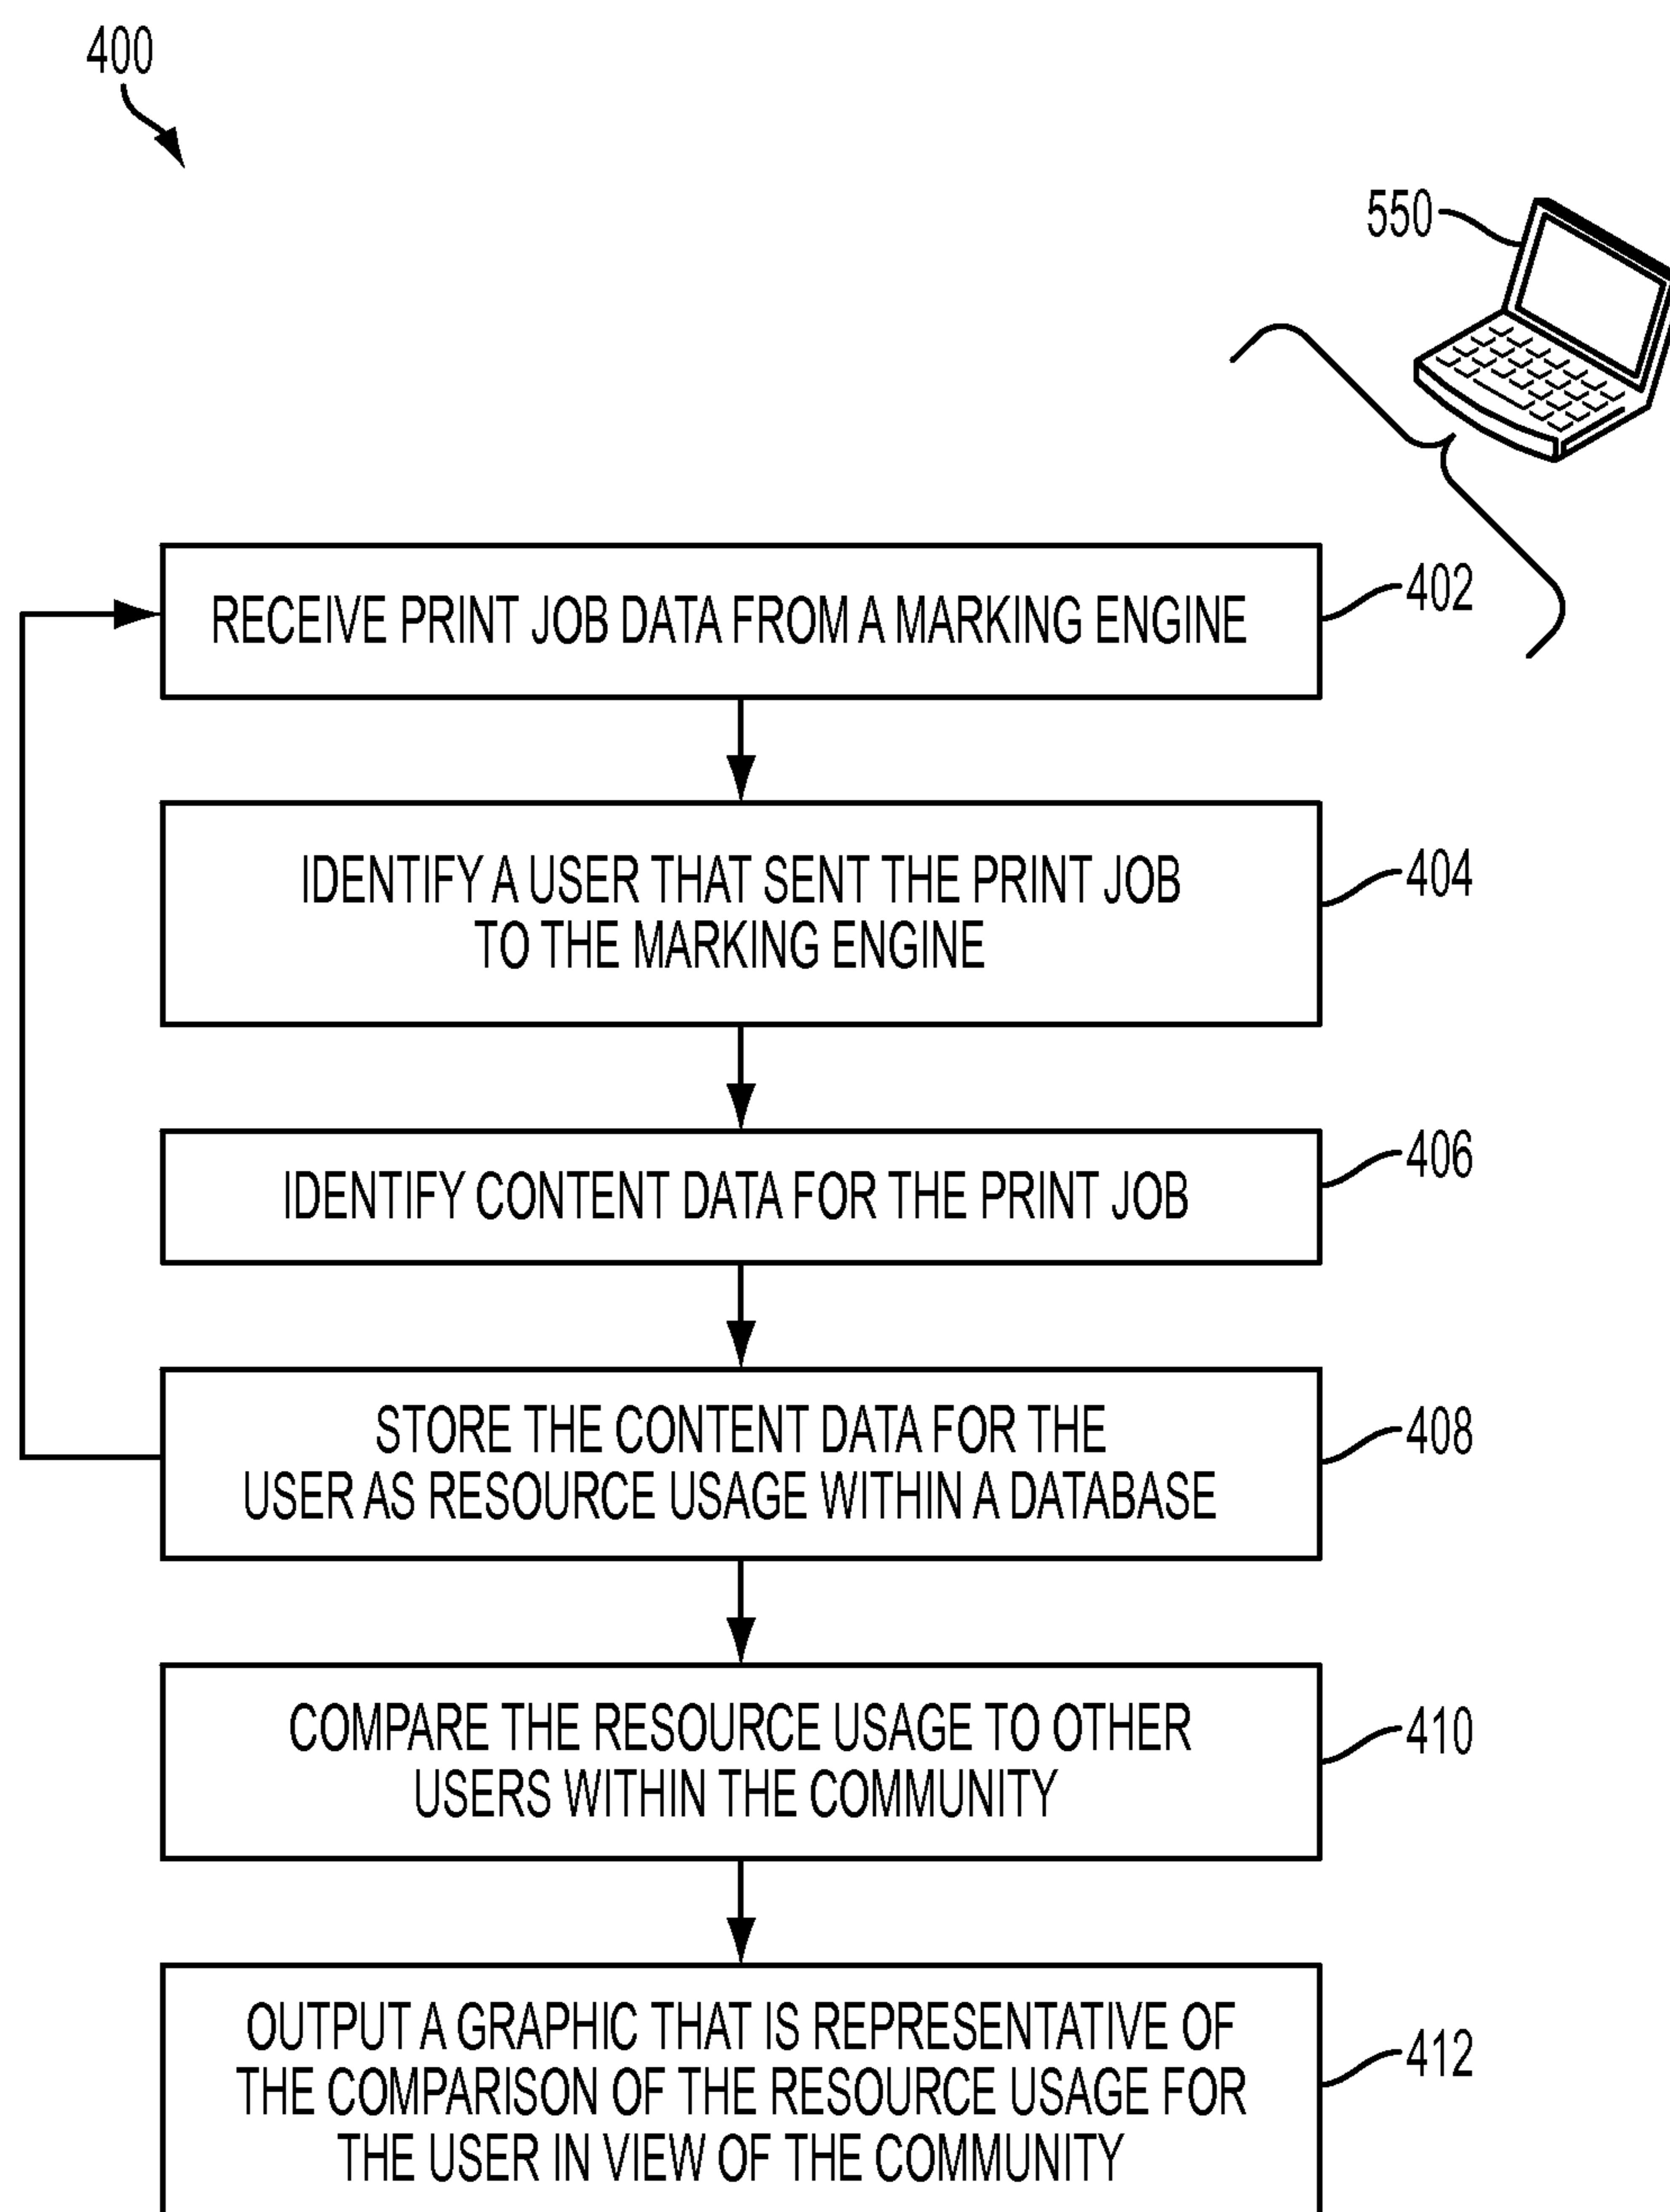 400
550
RECEIVE PRINT JOB DATA FROM A MARKING ENGINE
402
IDENTIFY A USER THAT SENT THE PRINT JOB
TO THE MARKING ENGINE
404
IDENTIFY CONTENT DATA FOR THE PRINT JOB
406
STORE THE CONTENT DATA FOR THE
USER AS RESOURCE USAGE WITHIN A DATABASE
408
COMPARE THE RESOURCE USAGE TO OTHER
USERS WITHIN THE COMMUNITY
410
OUTPUT A GRAPHIC THAT IS REPRESENTATIVE OF
THE COMPARISON OF THE RESOURCE USAGE FOR
THE USER IN VIEW OF THE COMMUNITY
412